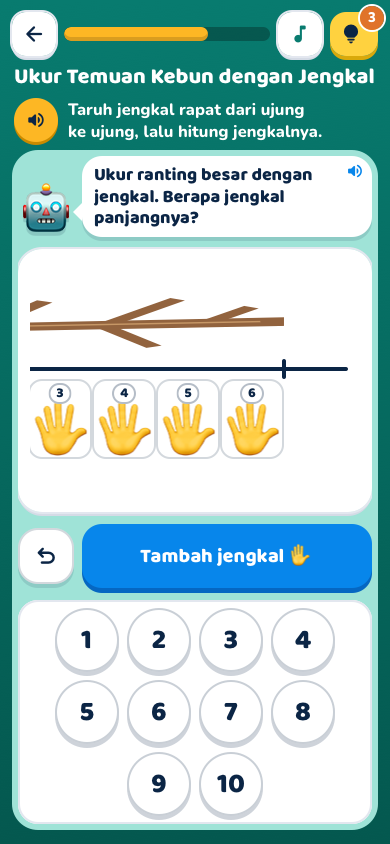 3
Ukur Temuan Kebun dengan Jengkal
Taruh jengkal rapat dari ujung
ke ujung, lalu hitung jengkalnya.
Ukur ranting besar dengan
jengkal. Berapa jengkal
panjangnya?
3 4 5 6
Tambah jengkal
1 2 3 4
5 6 7 8
9 10